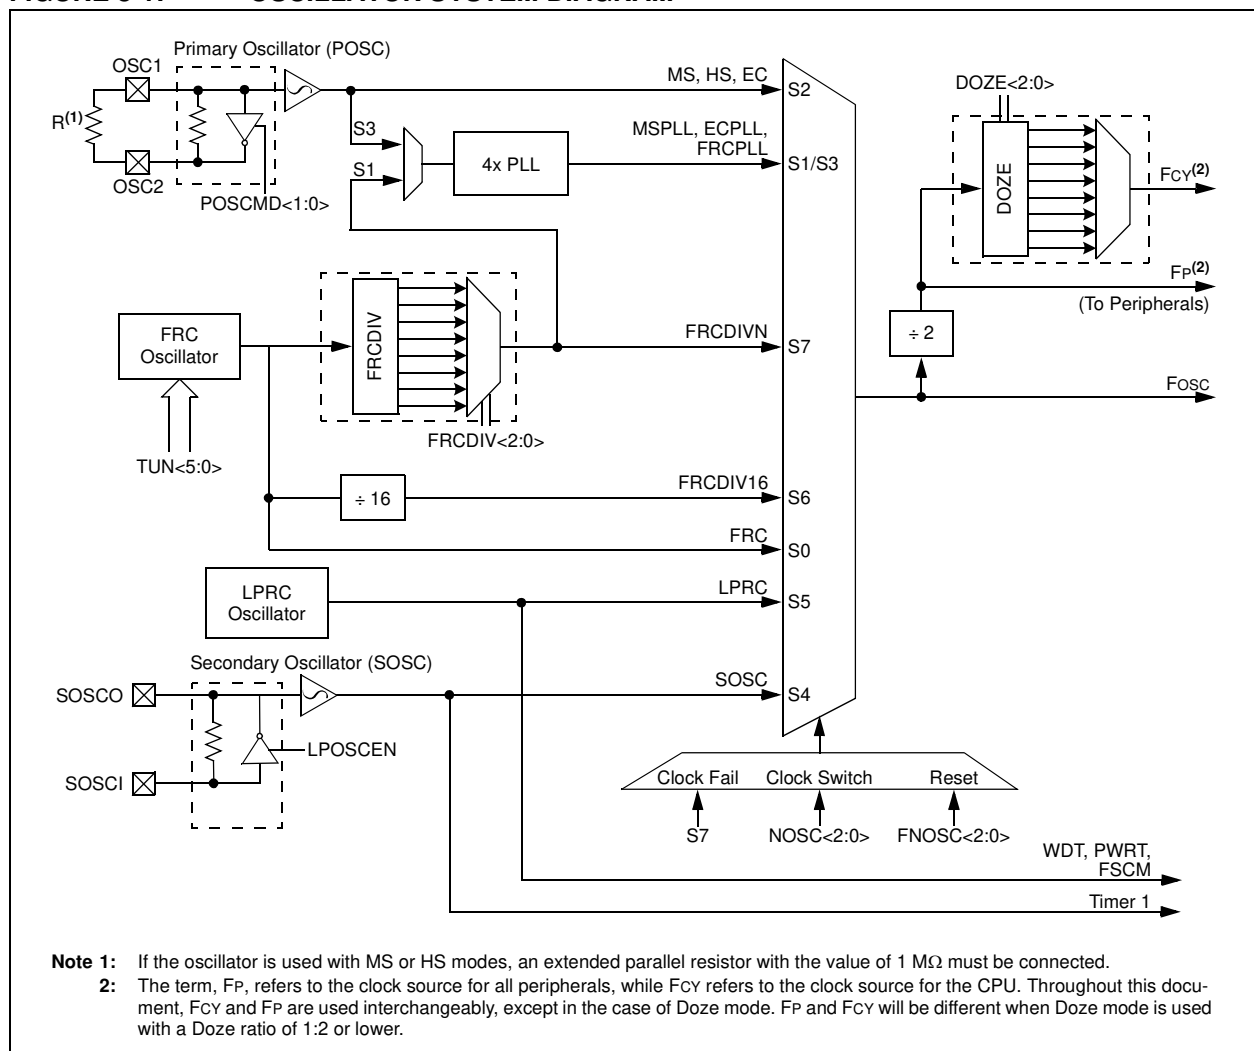 Primary Oscillator (POSC)
OSC1
R(1)
OSC2
POSCMD<1:0>
S3
S1
4x PLL
MS, HS, EC
S2
MSPLL, ECPLL,
FRCPLL
S1/S3
DOZE<2:0>
DOZE
FCY(2)
FP(2)
(To Peripherals)
÷ 2
FOSC
FRC
Oscillator
TUN<5:0>
FRCDIV
FRCDIV<2:0>
FRCDIVN
S7
÷ 16
FRCDIV16
S6
FRC
S0
LPRC
Oscillator
LPRC
S5
Secondary Oscillator (SOSC)
SOSCO
SOSCI
LPOSCEN
SOSC
S4
Clock Fail
Clock Switch
Reset
S7
NOSC<2:0>
FNOSC<2:0>
WDT, PWRT,
FSCM
Timer 1
Note 1: If the oscillator is used with MS or HS modes, an extended parallel resistor with the value of 1 MΩ must be connected.
2: The term, FP, refers to the clock source for all peripherals, while FCY refers to the clock source for the CPU. Throughout this docu-
ment, FCY and FP are used interchangeably, except in the case of Doze mode. FP and FCY will be different when Doze mode is used
with a Doze ratio of 1:2 or lower.